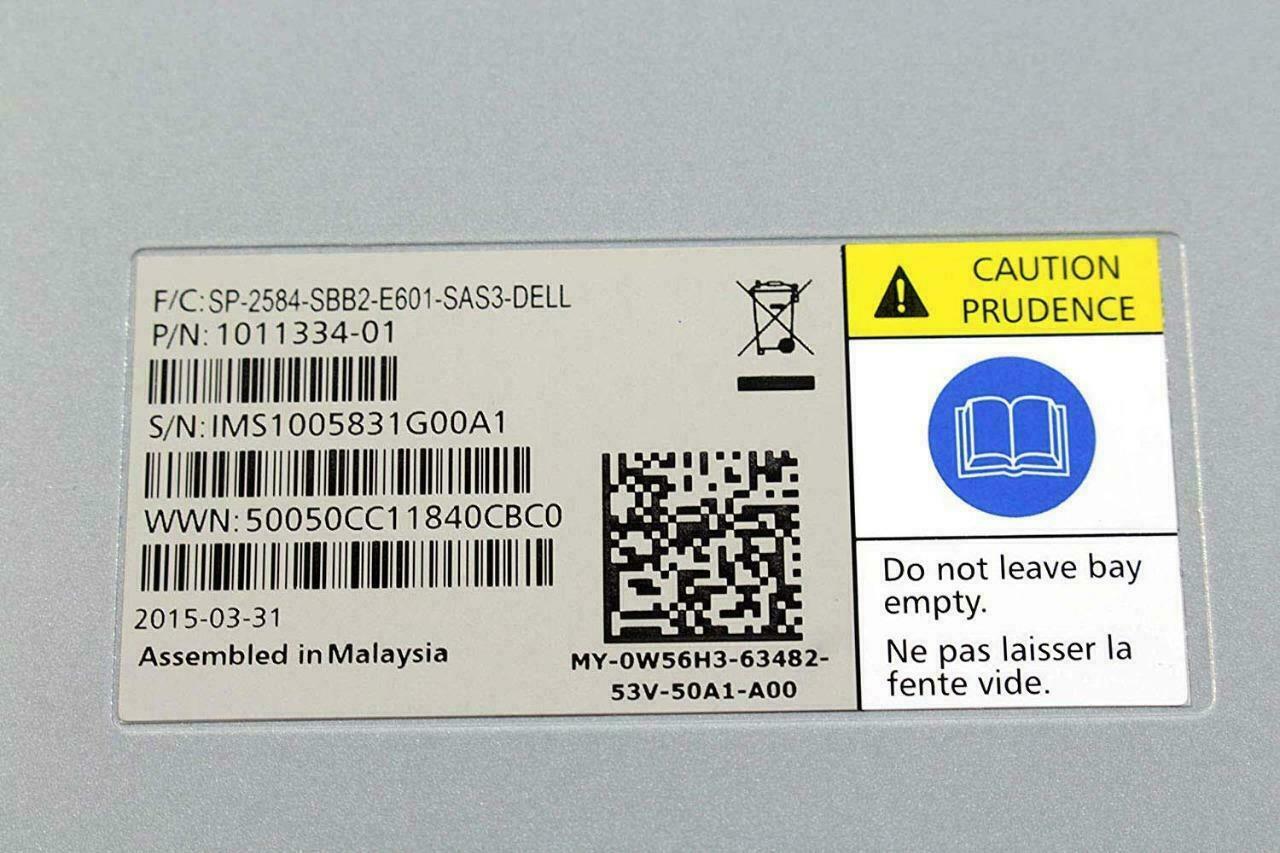 F/C: SP-2584-SBB2-E601-SAS3-DELL
P/N: 1011334-01
S/N: IMS1005831G00A1
WWN: 50050CC11840CBC0
2015-03-31
Assembled in Malaysia
MY-0W56H3-63482-
53V-50A1-A00
CAUTION
PRUDENCE
Do not leave bay
empty.
Ne pas laisser la
fente vide.